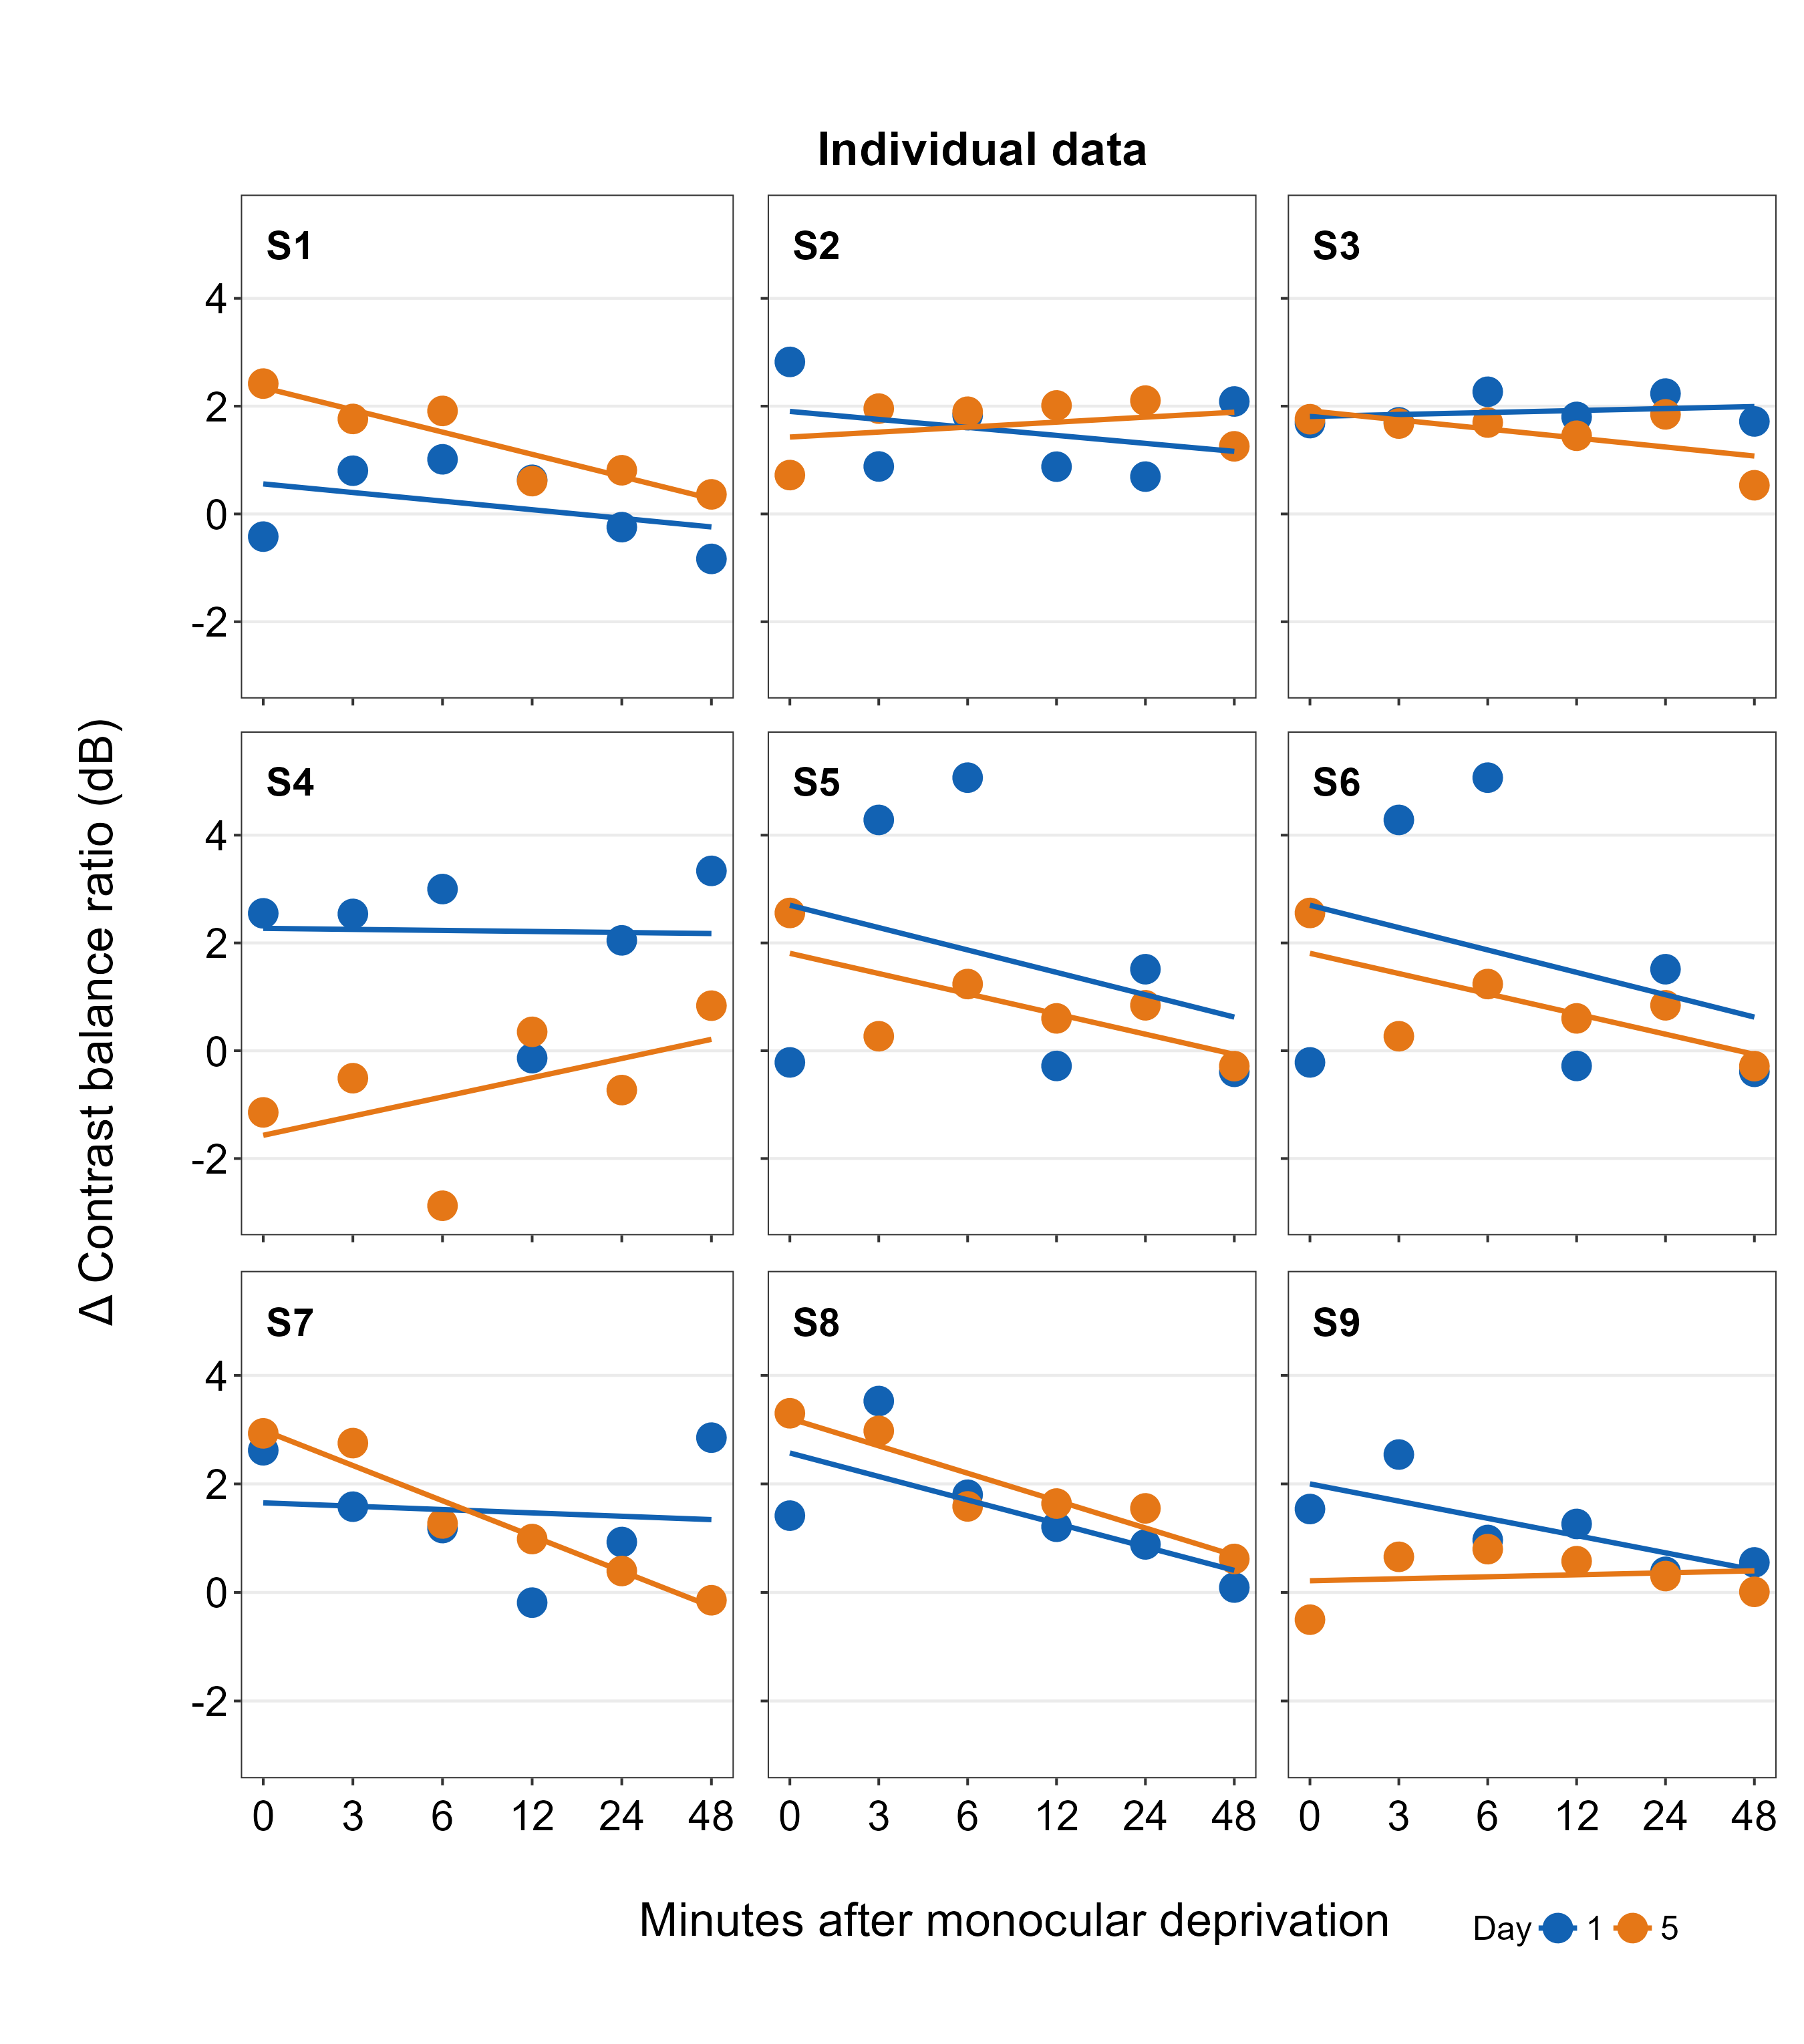 Individual data
S1
S2
S3
4
2
0
-2
S4
S5
S6
4
2
0
-2
S7
S8
S9
4
2
0
-2
Δ Contrast balance ratio (dB)
0 3 6 12 24 48
0 3 6 12 24 48
0 3 6 12 24 48
Minutes after monocular deprivation
Day 1 5